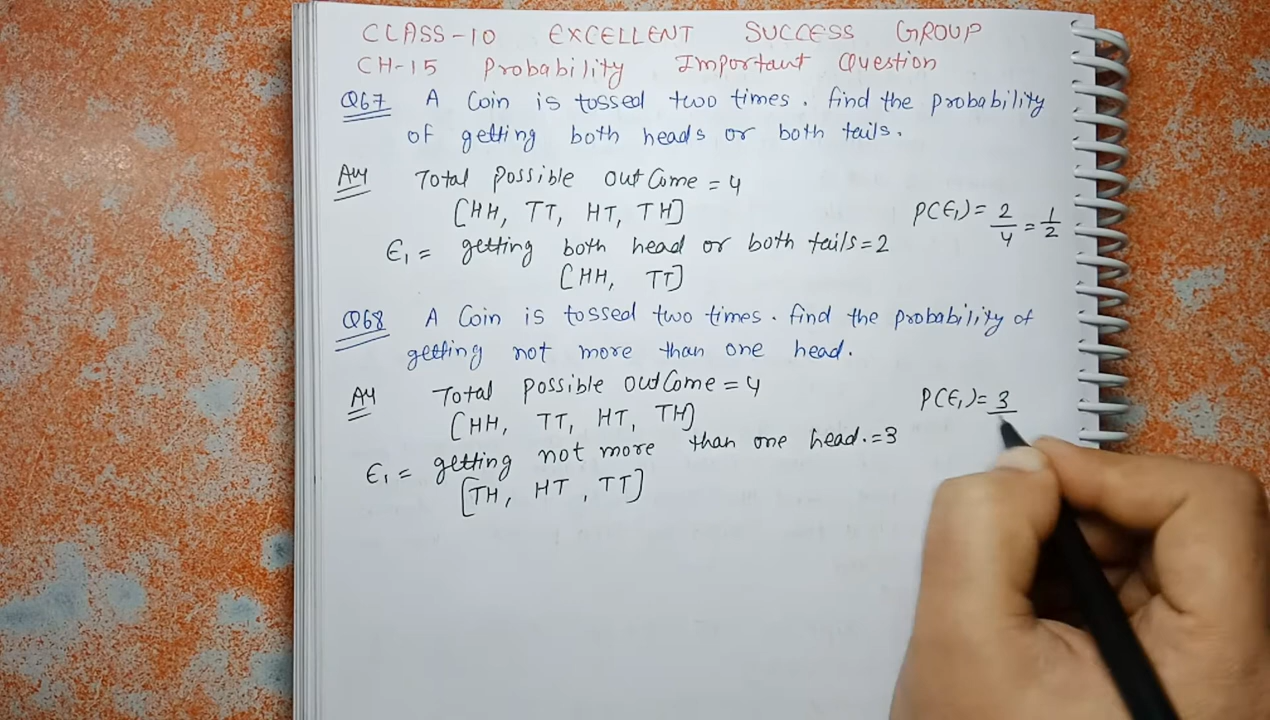 CLASS-10 EXCELLENT SUCCESS GROUP
CH-15 Probability Important Question
Q67 A Coin is tossed two times. find the probability
of getting both heads or both tails.
Total possible outCome = 4
[HH, TT, HT, TH]
P(E₁) = 2/4 = 1/2
E₁ = getting both head or both tails = 2
[HH, TT]
Q68 A Coin is tossed two times. find the probability of
getting not more than one head.
Total possible outCome = 4
P(E₁) = 3
[HH, TT, HT, TH]
E₁ = getting not more than one head. = 3
[TH, HT, TT]